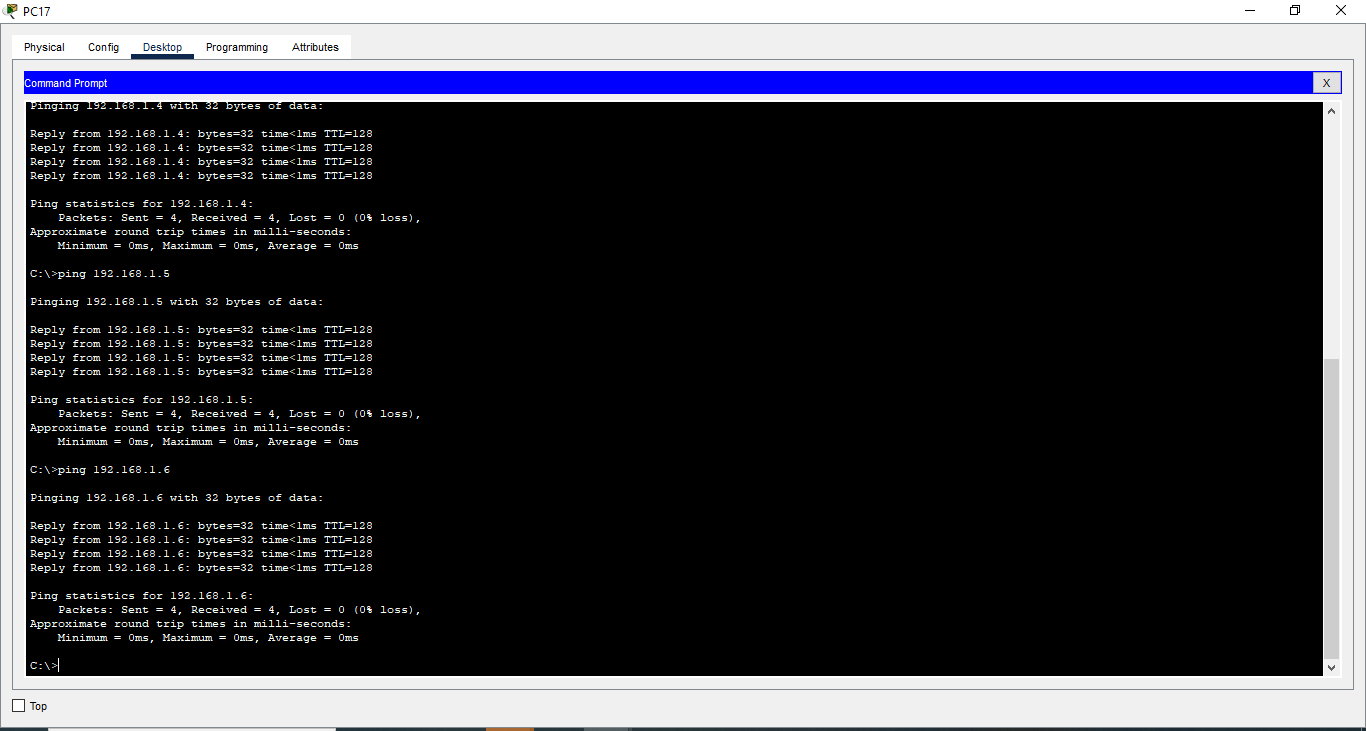 PC17
Physical Config Desktop Programming Attributes
Command Prompt
X
Pinging 192.168.1.4 with 32 bytes of data:
Reply from 192.168.1.4: bytes=32 time<1ms TTL=128
Reply from 192.168.1.4: bytes=32 time<1ms TTL=128
Reply from 192.168.1.4: bytes=32 time<1ms TTL=128
Reply from 192.168.1.4: bytes=32 time<1ms TTL=128
Ping statistics for 192.168.1.4:
Packets: Sent = 4, Received = 4, Lost = 0 (0% loss),
Approximate round trip times in milli-seconds:
Minimum = 0ms, Maximum = 0ms, Average = 0ms
C:\>ping 192.168.1.5
Pinging 192.168.1.5 with 32 bytes of data:
Reply from 192.168.1.5: bytes=32 time<1ms TTL=128
Reply from 192.168.1.5: bytes=32 time<1ms TTL=128
Reply from 192.168.1.5: bytes=32 time<1ms TTL=128
Reply from 192.168.1.5: bytes=32 time<1ms TTL=128
Ping statistics for 192.168.1.5:
Packets: Sent = 4, Received = 4, Lost = 0 (0% loss),
Approximate round trip times in milli-seconds:
Minimum = 0ms, Maximum = 0ms, Average = 0ms
C:\>ping 192.168.1.6
Pinging 192.168.1.6 with 32 bytes of data:
Reply from 192.168.1.6: bytes=32 time<1ms TTL=128
Reply from 192.168.1.6: bytes=32 time<1ms TTL=128
Reply from 192.168.1.6: bytes=32 time<1ms TTL=128
Reply from 192.168.1.6: bytes=32 time<1ms TTL=128
Ping statistics for 192.168.1.6:
Packets: Sent = 4, Received = 4, Lost = 0 (0% loss),
Approximate round trip times in milli-seconds:
Minimum = 0ms, Maximum = 0ms, Average = 0ms
C:\>
Top